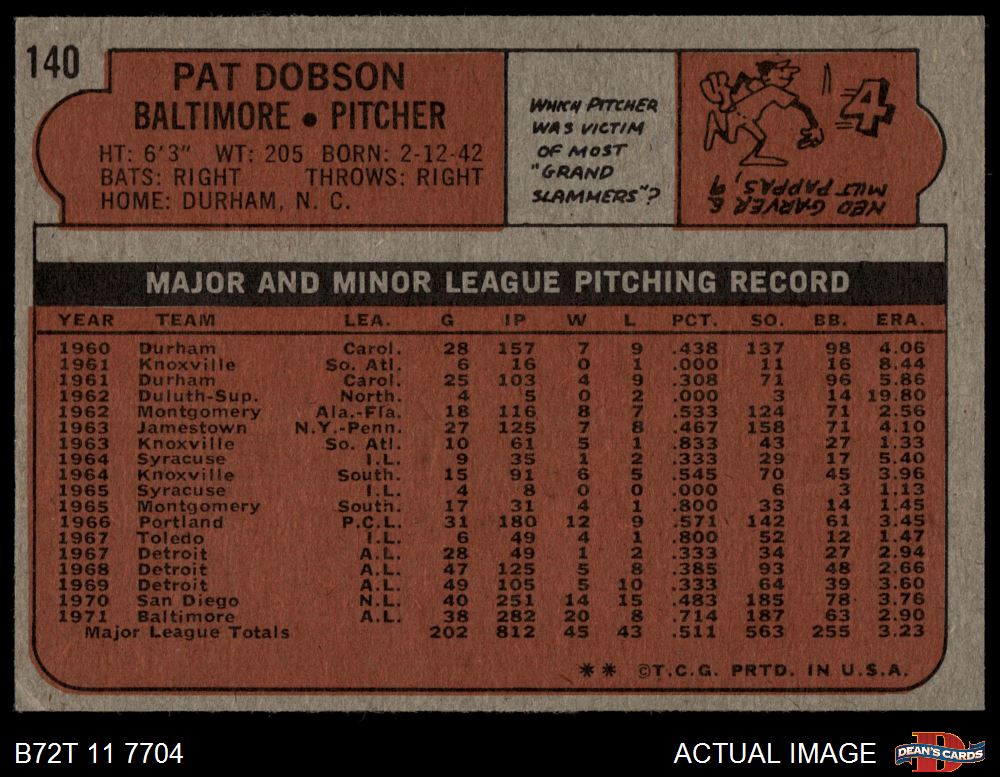 140
PAT DOBSON
BALTIMORE • PITCHER
HT: 6'3" WT: 205 BORN: 2-12-42
BATS: RIGHT THROWS: RIGHT
HOME: DURHAM, N. C.
WHICH PITCHER
WAS VICTIM
OF MOST
"GRAND
SLAMMERS"?
4
NED GARVER &
MILT PAPPAS, 9
MAJOR AND MINOR LEAGUE PITCHING RECORD
YEAR TEAM LEA. G IP W L PCT. SO. BB. ERA.
1960 Durham Carol. 28 157 7 9 .438 137 98 4.06
1961 Knoxville So. Atl. 6 16 0 1 .000 11 16 8.44
1961 Durham Carol. 25 103 4 9 .308 71 96 5.86
1962 Duluth-Sup. North. 4 5 0 2 .000 3 14 19.80
1962 Montgomery Ala.-Fla. 18 116 8 7 .533 124 71 2.56
1963 Jamestown N.Y.-Penn. 27 125 7 8 .467 158 71 4.10
1963 Knoxville So. Atl. 10 61 5 1 .833 43 27 1.33
1964 Syracuse I.L. 9 35 1 2 .333 29 17 5.40
1964 Knoxville South. 15 91 6 5 .545 70 45 3.96
1965 Syracuse I.L. 4 8 0 0 .000 6 3 1.13
1965 Montgomery South. 17 31 4 1 .800 33 14 1.45
1966 Portland P.C.L. 31 180 12 9 .571 142 61 3.45
1967 Toledo I.L. 6 49 4 1 .800 52 12 1.47
1967 Detroit A.L. 28 49 1 2 .333 34 27 2.94
1968 Detroit A.L. 47 125 5 8 .385 93 48 2.66
1969 Detroit A.L. 49 105 5 10 .333 64 39 3.60
1970 San Diego N.L. 40 251 14 15 .483 185 78 3.76
1971 Baltimore A.L. 38 282 20 8 .714 187 63 2.90
Major League Totals 202 812 45 43 .511 563 255 3.23
** ©T.C.G. PRTD. IN U.S.A.
B72T 11 7704
ACTUAL IMAGE
D
DEAN'S CARDS